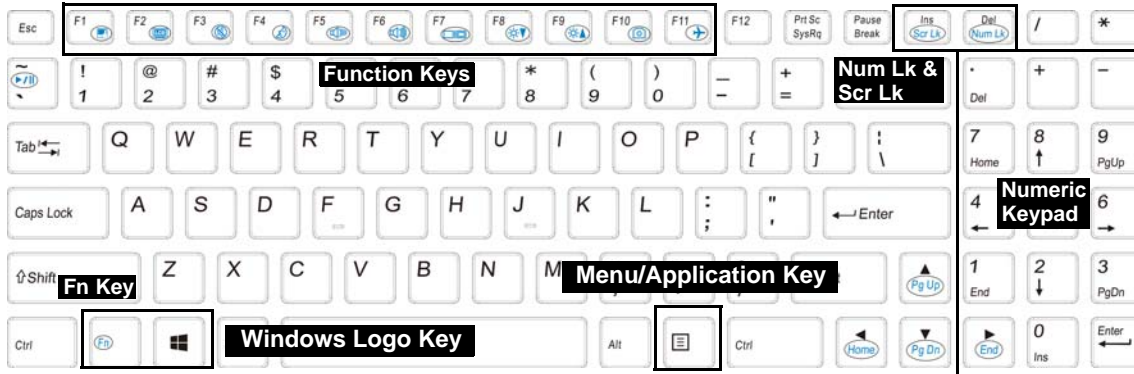 Esc F1 F2 F3 F4 F5 F6 F7 F8 F9 F10 F11 F12 Prt Sc SysRq Pause Break Ins Scr Lk Del Num Lk / *
~ ` ! 1 @ 2 # 3 $ 4 5 6 7 * 8 ( 9 ) 0 _ - + = . Del + -
Function Keys
Num Lk &
Scr Lk
Tab Q W E R T Y U I O P { [ } ] ¦ \ 7 Home 8 ↑ 9 PgUp
Caps Lock A S D F G H J K L : ; " ' ↵ Enter 4 ← 6 →
Numeric
Keypad
⇧ Shift Z X C V B N M ▲ Pg Up 1 End 2 ↓ 3 PgDn
Fn Key
Menu/Application Key
Ctrl Fn Alt Ctrl ◄ Home ▼ Pg Dn ► End 0 Ins Enter ↵
Windows Logo Key